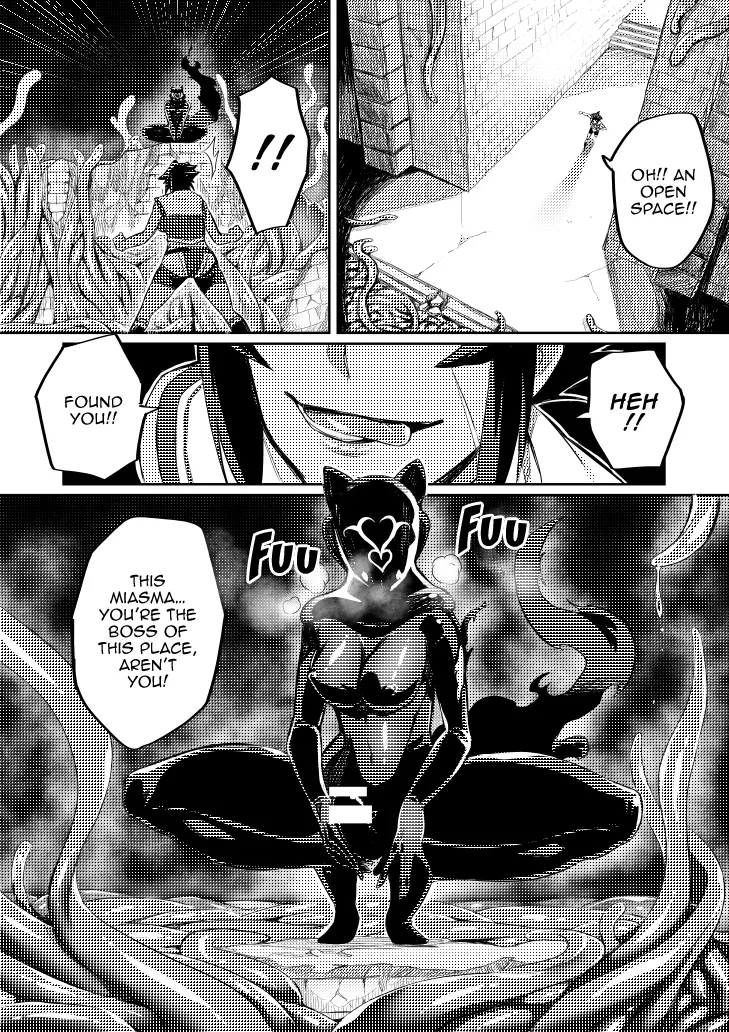 OH!! AN
OPEN
SPACE!!
!!
HEH
!!
FOUND
YOU!!
FUU
FUU
THIS
MIASMA...
YOU'RE THE
BOSS OF
THIS PLACE,
AREN'T
YOU!